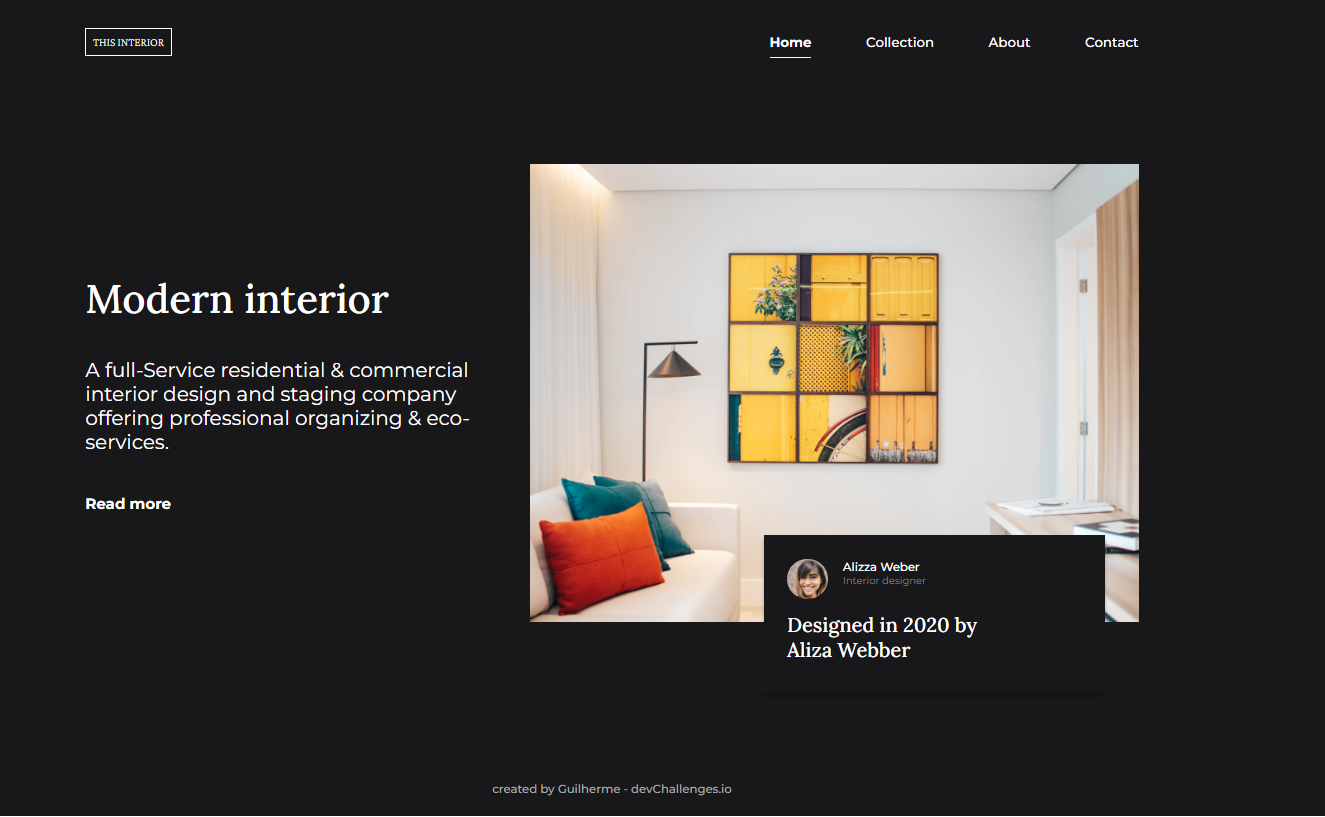 THIS INTERIOR
Home
Collection
About
Contact
Modern interior
A full-Service residential & commercial
interior design and staging company
offering professional organizing & eco-
services.
Read more
Alizza Weber
Interior designer
Designed in 2020 by
Aliza Webber
created by Guilherme - devChallenges.io